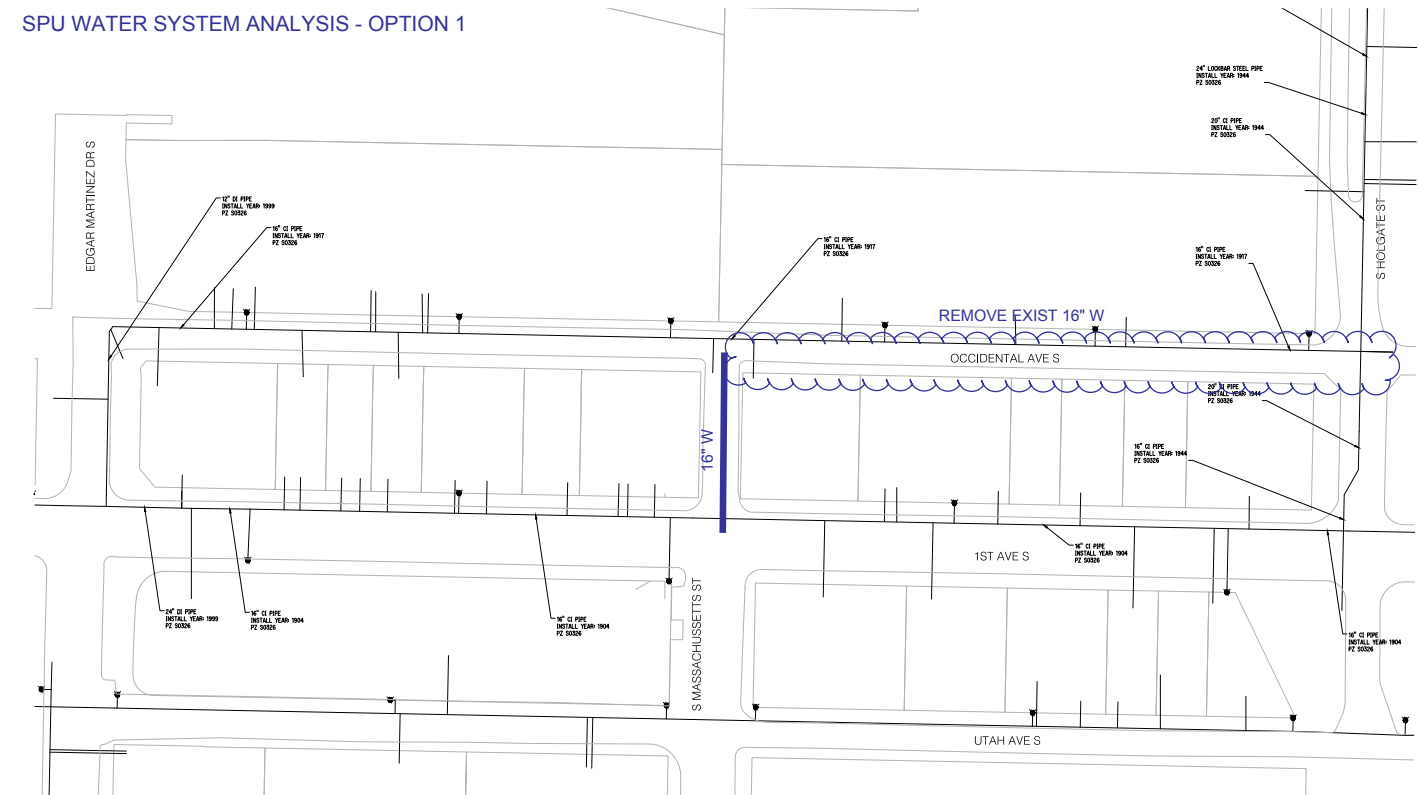 SPU WATER SYSTEM ANALYSIS - OPTION 1
24" LOCKBAR STEEL PIPE
INSTALL YEAR: 1944
PZ S0326
20" CI PIPE
INSTALL YEAR: 1944
PZ S0326
EDGAR MARTINEZ DR S
12" DI PIPE
INSTALL YEAR: 1999
PZ S0326
16" CI PIPE
INSTALL YEAR: 1917
PZ S0326
16" CI PIPE
INSTALL YEAR: 1917
PZ S0326
16" CI PIPE
INSTALL YEAR: 1917
PZ S0326
S HOLGATE ST
REMOVE EXIST 16" W
OCCIDENTAL AVE S
20" DI PIPE
INSTALL YEAR: 1944
PZ S0326
16" W
16" CI PIPE
INSTALL YEAR: 1944
PZ S0326
16" CI PIPE
INSTALL YEAR: 1904
PZ S0326
1ST AVE S
24" DI PIPE
INSTALL YEAR: 1999
PZ S0326
16" CI PIPE
INSTALL YEAR: 1904
PZ S0326
16" CI PIPE
INSTALL YEAR: 1904
PZ S0326
S MASSACHUSSETTS ST
16" CI PIPE
INSTALL YEAR: 1904
PZ S0326
UTAH AVE S